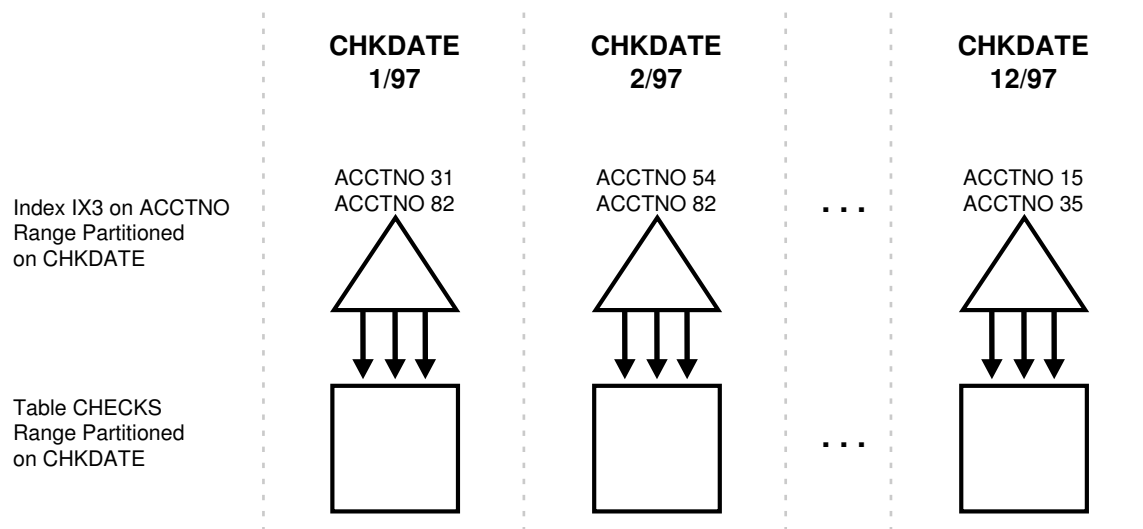 CHKDATE
1/97
CHKDATE
2/97
CHKDATE
12/97
Index IX3 on ACCTNO
Range Partitioned
on CHKDATE
ACCTNO 31
ACCTNO 82
ACCTNO 54
ACCTNO 82
. . .
ACCTNO 15
ACCTNO 35
Table CHECKS
Range Partitioned
on CHKDATE
. . .